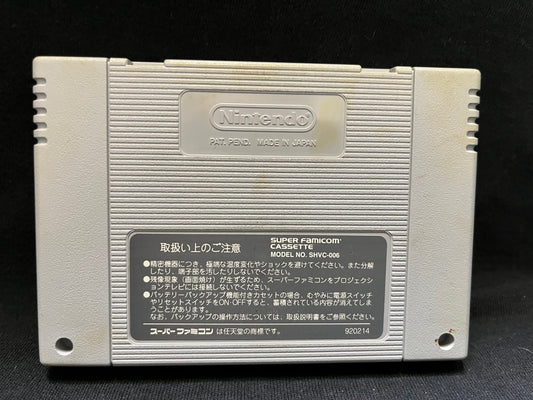 Nintendo
PAT. PEND. MADE IN JAPAN
取扱い上のご注意
SUPER FAMICOM
CASSETTE
MODEL NO. SHVC-006
●精密機器につき、極端な温度変化やショックを避けてください。また分解
したり、端子部を汚したりしないでください。
●残像現象(画面焼け)が生ずるため、スーパーファミコンをプロジェクシ
ョンテレビには接続しないでください。
●バッテリーバックアップ機能付きカセットの場合、むやみに電源スイッチ
やリセットスイッチをON・OFFすると、蓄積されている内容が消えてしま
うことがあります。
なお、バックアップの操作方法については、取扱説明書をご参照ください。
スーパーファミコン は任天堂の商標です。
920214